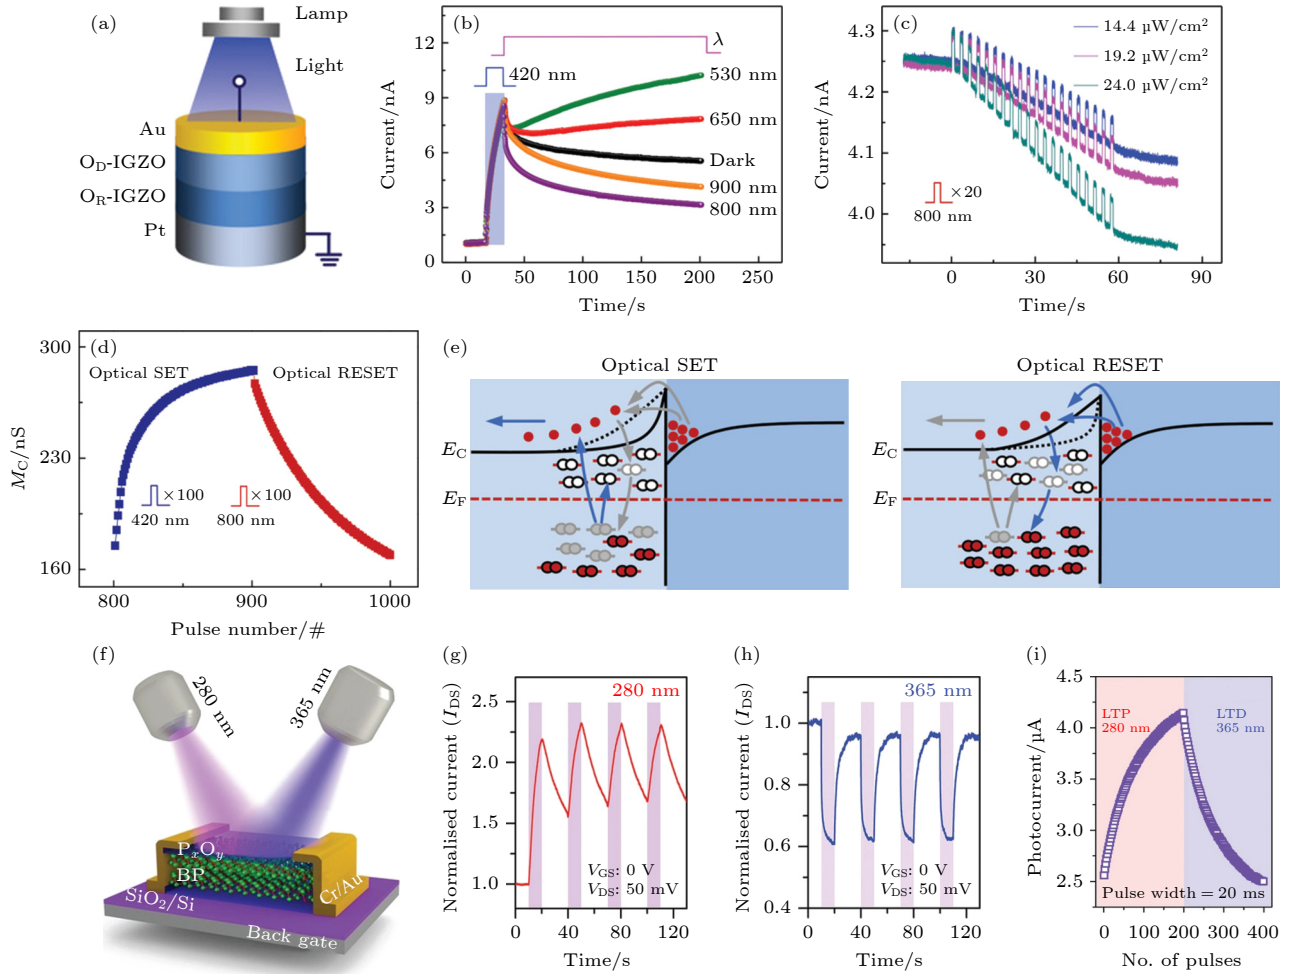 (a)
Lamp
Light
Au
O_D-IGZO
O_R-IGZO
Pt
(b)
Current/nA
12
9
6
3
0
λ
420 nm
530 nm
650 nm
Dark
900 nm
800 nm
0 50 100 150 200 250
Time/s
(c)
Current/nA
4.3
4.2
4.1
4.0
14.4 µW/cm²
19.2 µW/cm²
24.0 µW/cm²
×20
800 nm
0 30 60 90
Time/s
(d)
M_C/nS
300
230
160
Optical SET
Optical RESET
×100
420 nm
×100
800 nm
800 900 1000
Pulse number/#
(e)
Optical SET
E_C
E_F
Optical RESET
E_C
E_F
(f)
280 nm
365 nm
P_xO_y
BP
Cr/Au
SiO₂/Si
Back gate
(g)
Normalised current (I_DS)
2.5
2.0
1.5
1.0
280 nm
V_GS: 0 V
V_DS: 50 mV
0 40 80 120
Time/s
(h)
Normalised current (I_DS)
1.0
0.8
0.6
0.4
365 nm
V_GS: 0 V
V_DS: 50 mV
0 40 80 120
Time/s
(i)
Photocurrent/µA
4.5
4.0
3.5
3.0
2.5
LTP
280 nm
LTD
365 nm
Pulse width = 20 ms
0 100 200 300 400
No. of pulses